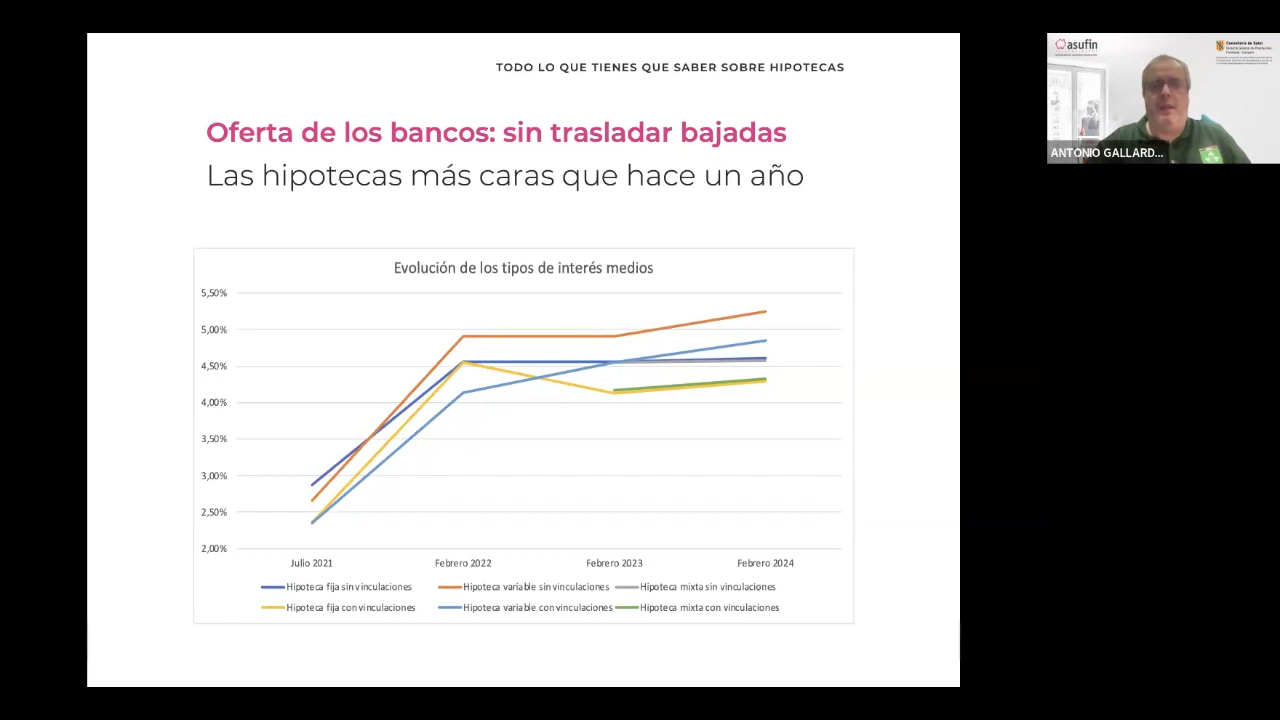 TODO LO QUE TIENES QUE SABER SOBRE HIPOTECAS
Oferta de los bancos: sin trasladar bajadas
Las hipotecas más caras que hace un año
Evolución de los tipos de interés medios
5,50%
5,00%
4,50%
4,00%
3,50%
3,00%
2,50%
2,00%
Julio 2021 Febrero 2022 Febrero 2023 Febrero 2024
Hipoteca fija sin vinculaciones Hipoteca variable sin vinculaciones Hipoteca mixta sin vinculaciones
Hipoteca fija con vinculaciones Hipoteca variable con vinculaciones Hipoteca mixta con vinculaciones
asufin
ANTONIO GALLARD...